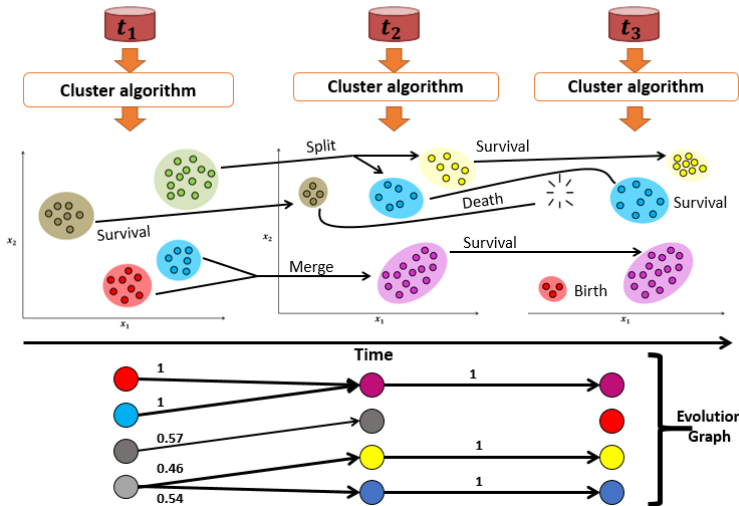 t₁ t₂ t₃
Cluster algorithm Cluster algorithm Cluster algorithm
Split Survival
Survival Death Survival
x₂ x₂
Merge Survival
Birth
x₁ x₁ x₁
Time
1 1
1
0.57
0.46 1
0.54 1
Evolution
Graph